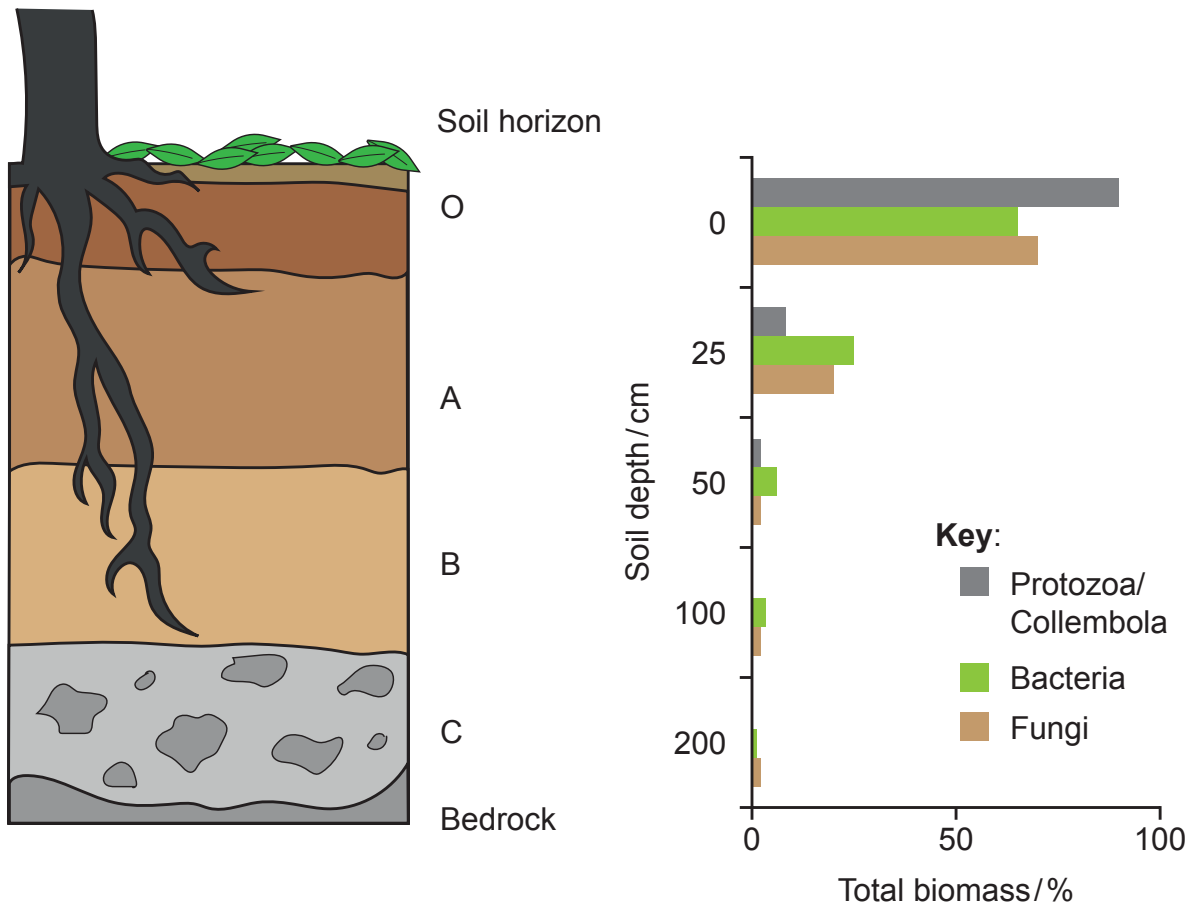 Soil horizon
O
A
B
C
Bedrock
Soil depth/cm
0
25
50
100
200
Key:
Protozoa/
Collembola
Bacteria
Fungi
0
50
100
Total biomass/%